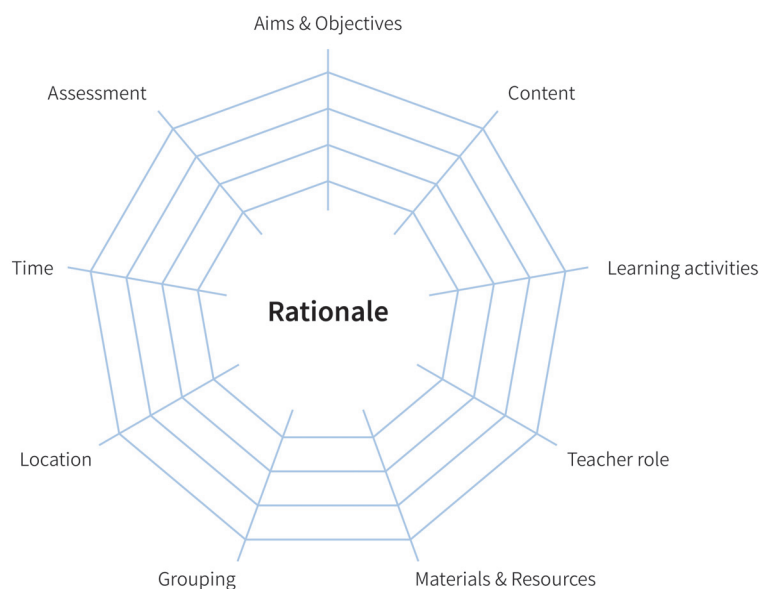 Aims & Objectives
Assessment
Content
Time
Learning activities
Rationale
Location
Teacher role
Grouping
Materials & Resources